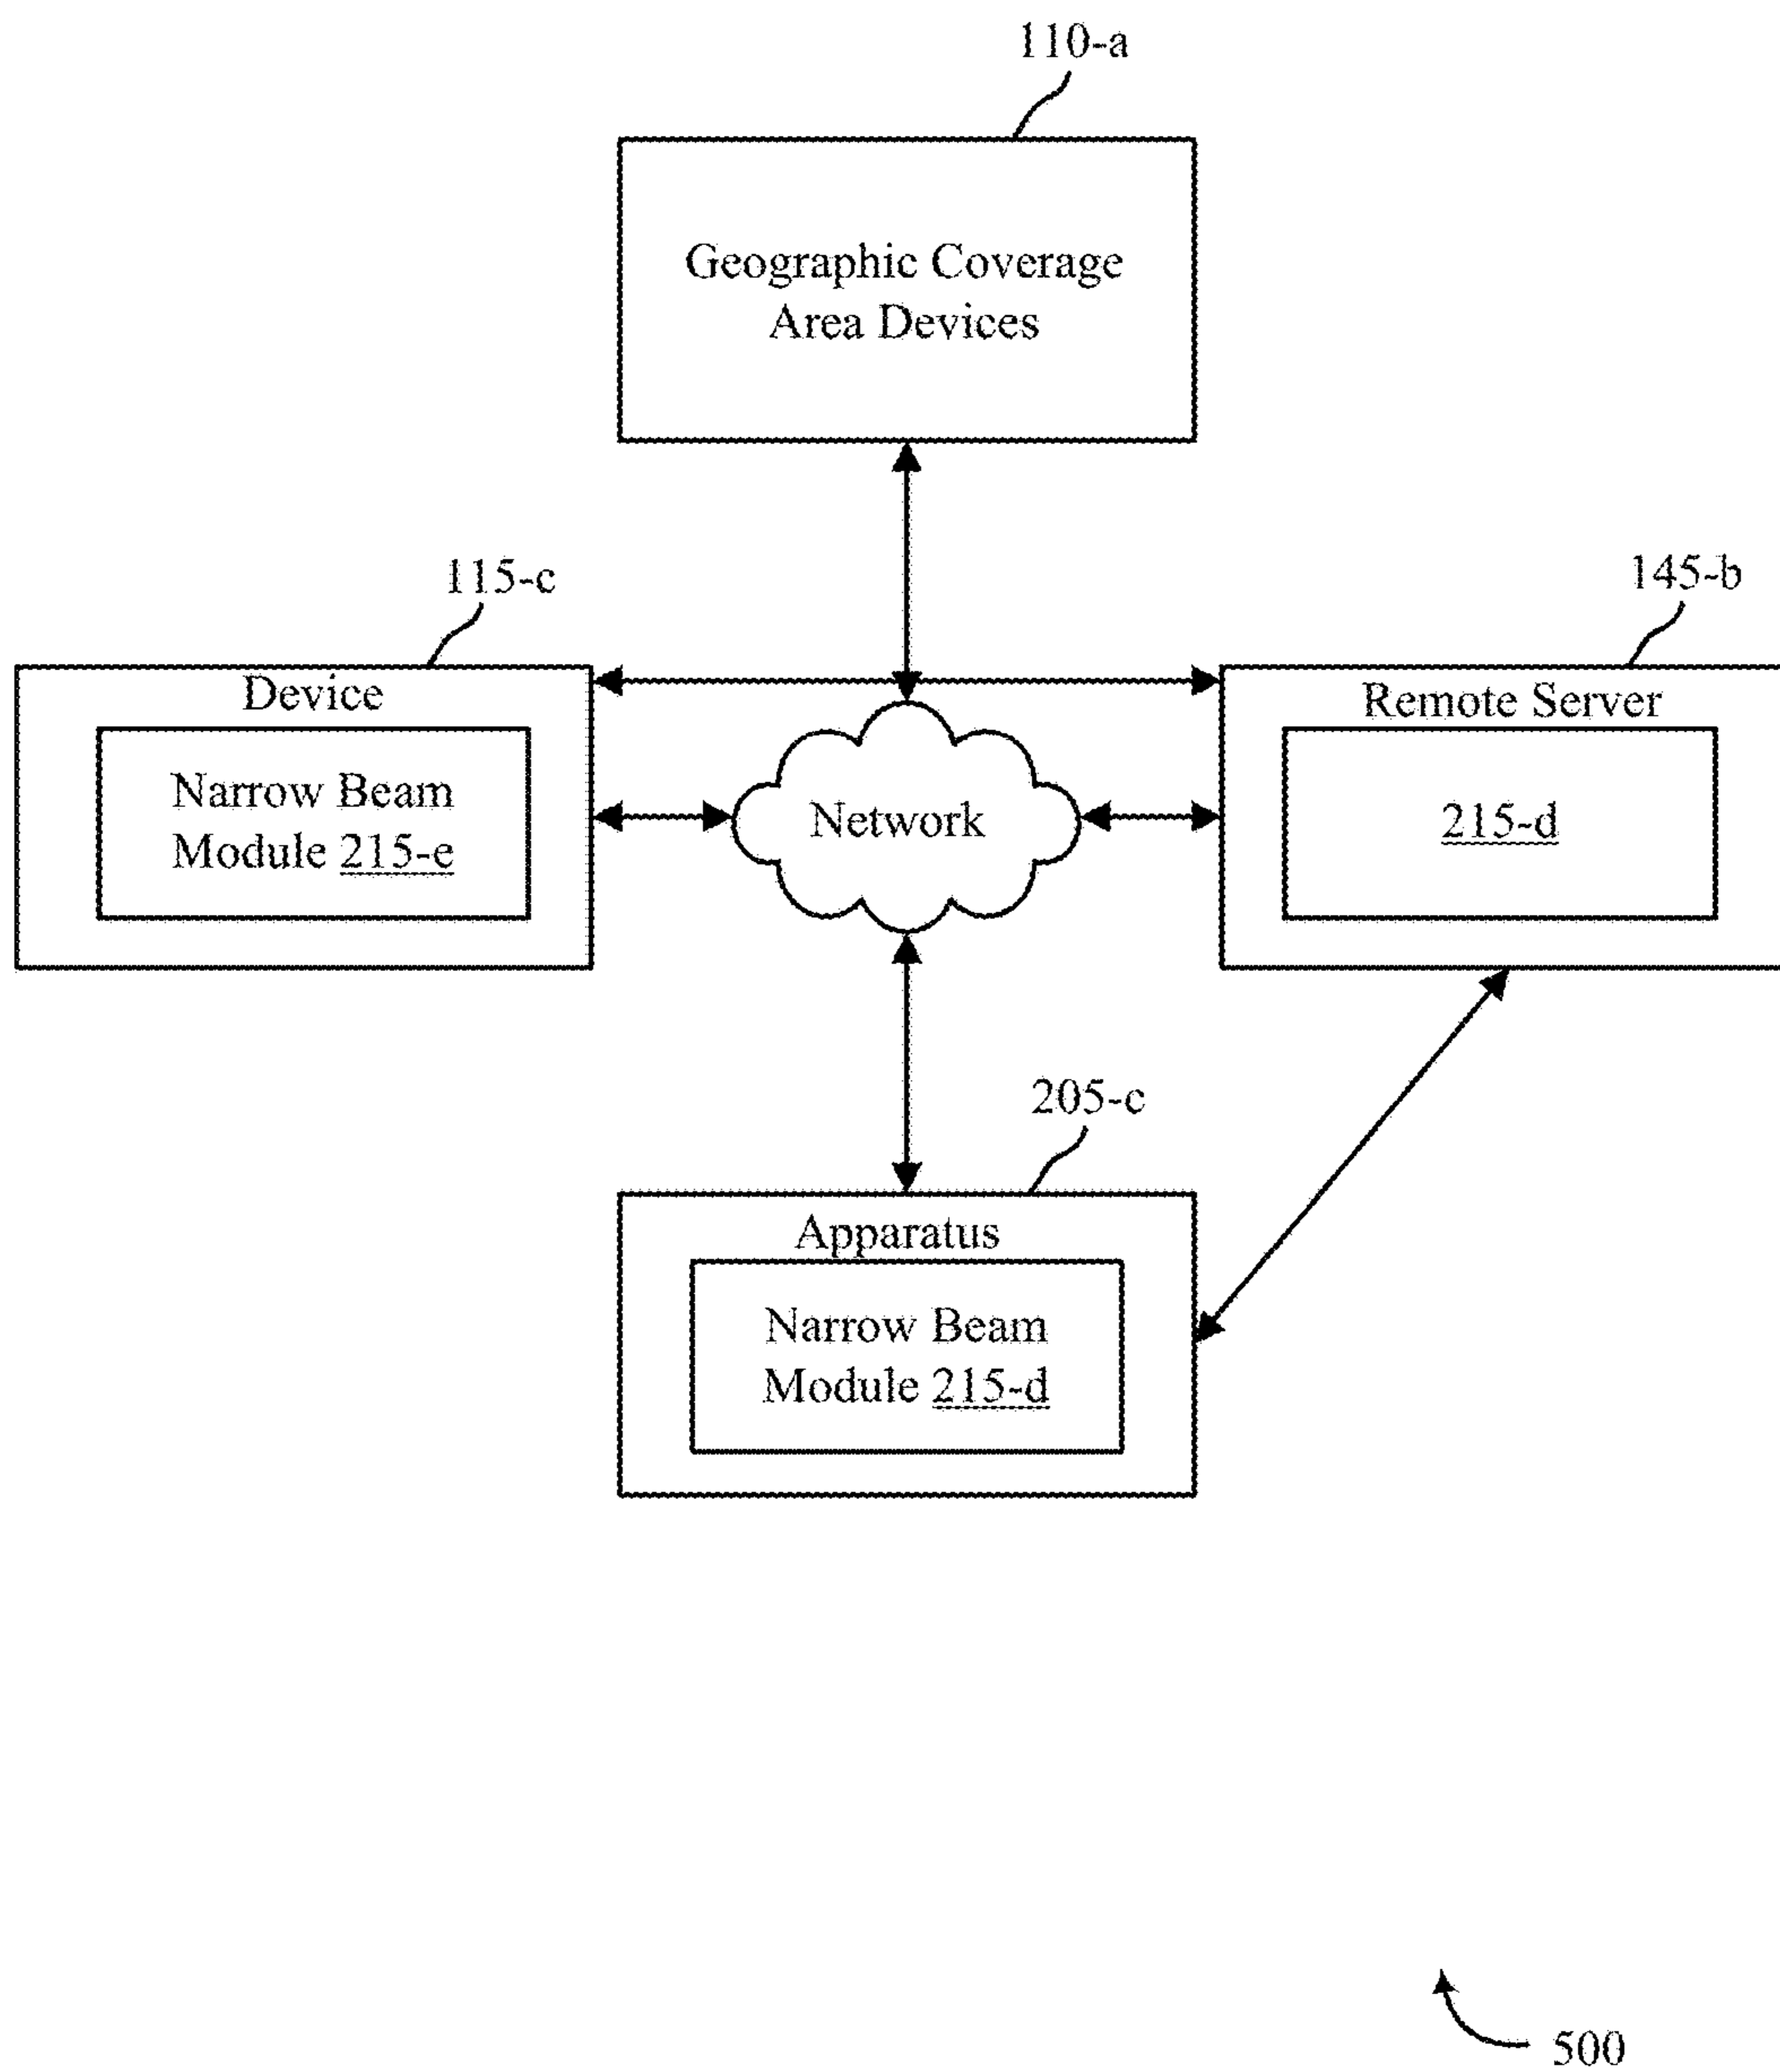 110-a
Geographic Coverage
Area Devices
115-c
145-b
Device
Remote Server
Narrow Beam
Module 215-e
Network
215-d
205-c
Apparatus
Narrow Beam
Module 215-d
500